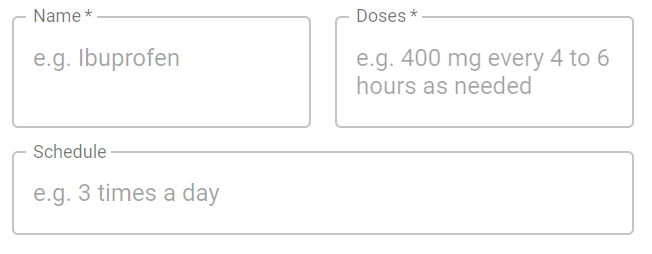 Name *
Doses *
e.g. Ibuprofen
e.g. 400 mg every 4 to 6
hours as needed
Schedule
e.g. 3 times a day